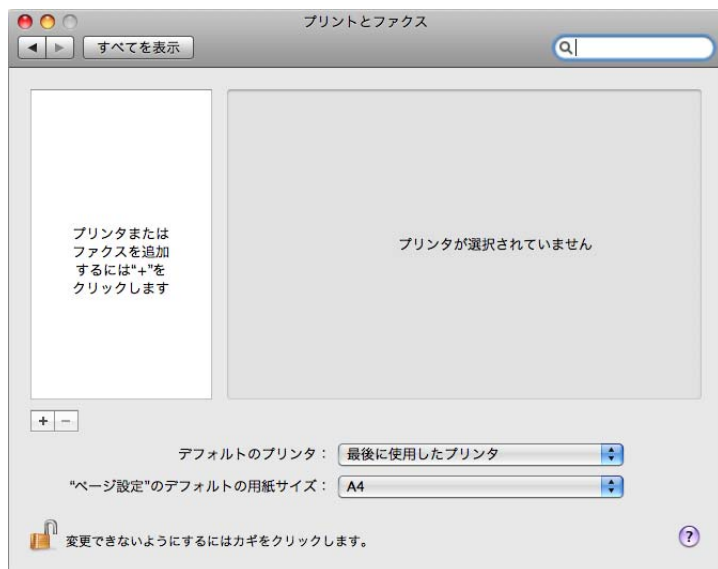 プリントとファクス
すべてを表示
プリンタまたは
ファクスを追加
するには“+”を
クリックします
プリンタが選択されていません
+ −
デフォルトのプリンタ： 最後に使用したプリンタ
“ページ設定”のデフォルトの用紙サイズ： A4
変更できないようにするにはカギをクリックします。 ?